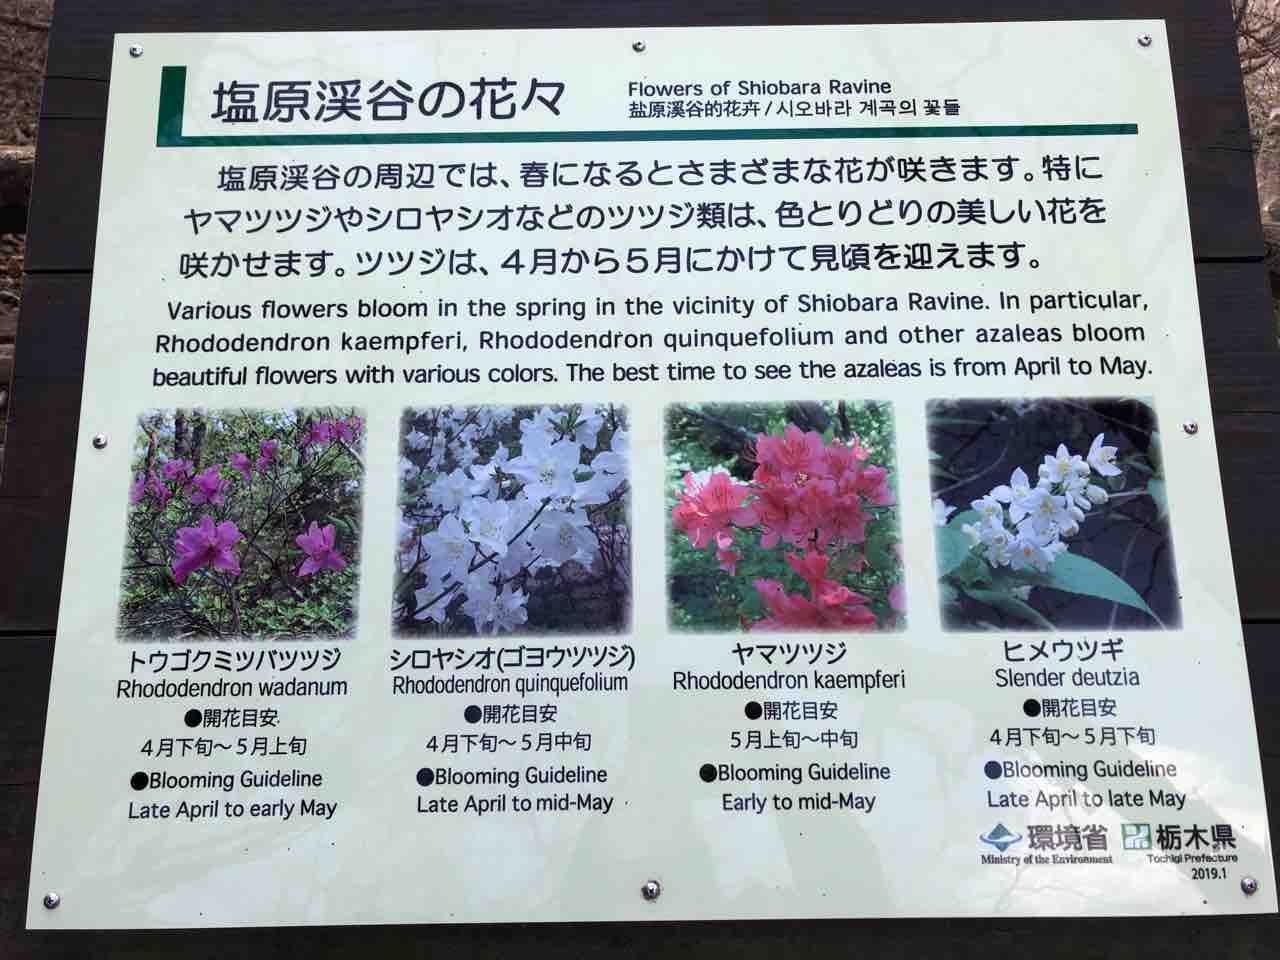 塩原渓谷の花々
Flowers of Shiobara Ravine
盐原溪谷的花卉/시오바라 계곡의 꽃들
塩原渓谷の周辺では、春になるとさまざまな花が咲きます。特に
ヤマツツジやシロヤシオなどのツツジ類は、色とりどりの美しい花を
咲かせます。ツツジは、4月から5月にかけて見頃を迎えます。
Various flowers bloom in the spring in the vicinity of Shiobara Ravine. In particular,
Rhododendron kaempferi, Rhododendron quinquefolium and other azaleas bloom
beautiful flowers with various colors. The best time to see the azaleas is from April to May.
トウゴクミツバツツジ
Rhododendron wadanum
●開花目安
4月下旬～5月上旬
●Blooming Guideline
Late April to early May
シロヤシオ(ゴヨウツツジ)
Rhododendron quinquefolium
●開花目安
4月下旬～5月中旬
●Blooming Guideline
Late April to mid-May
ヤマツツジ
Rhododendron kaempferi
●開花目安
5月上旬～中旬
●Blooming Guideline
Early to mid-May
ヒメウツギ
Slender deutzia
●開花目安
4月下旬～5月下旬
●Blooming Guideline
Late April to late May
環境省
Ministry of the Environment
栃木県
Tochigi Prefecture
2019.1